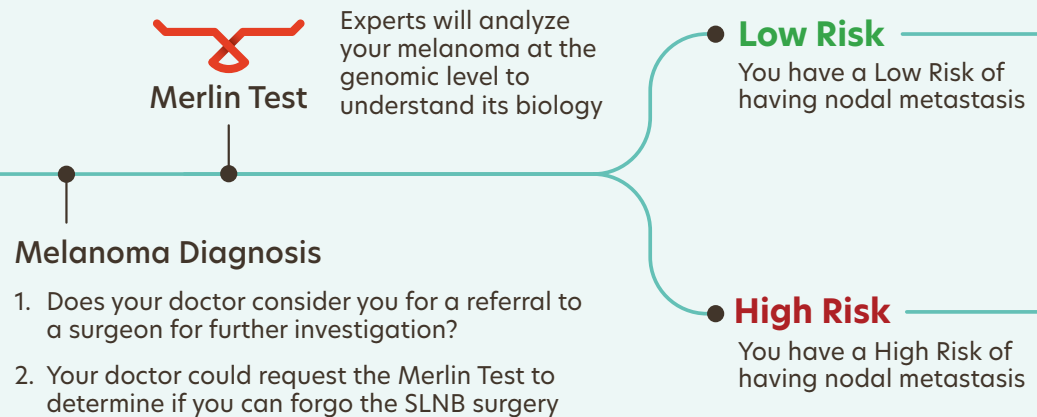 Merlin Test
Experts will analyze
your melanoma at the
genomic level to
understand its biology
Melanoma Diagnosis
1. Does your doctor consider you for a referral to
a surgeon for further investigation?
2. Your doctor could request the Merlin Test to
determine if you can forgo the SLNB surgery
Low Risk
You have a Low Risk of
having nodal metastasis
High Risk
You have a High Risk of
having nodal metastasis